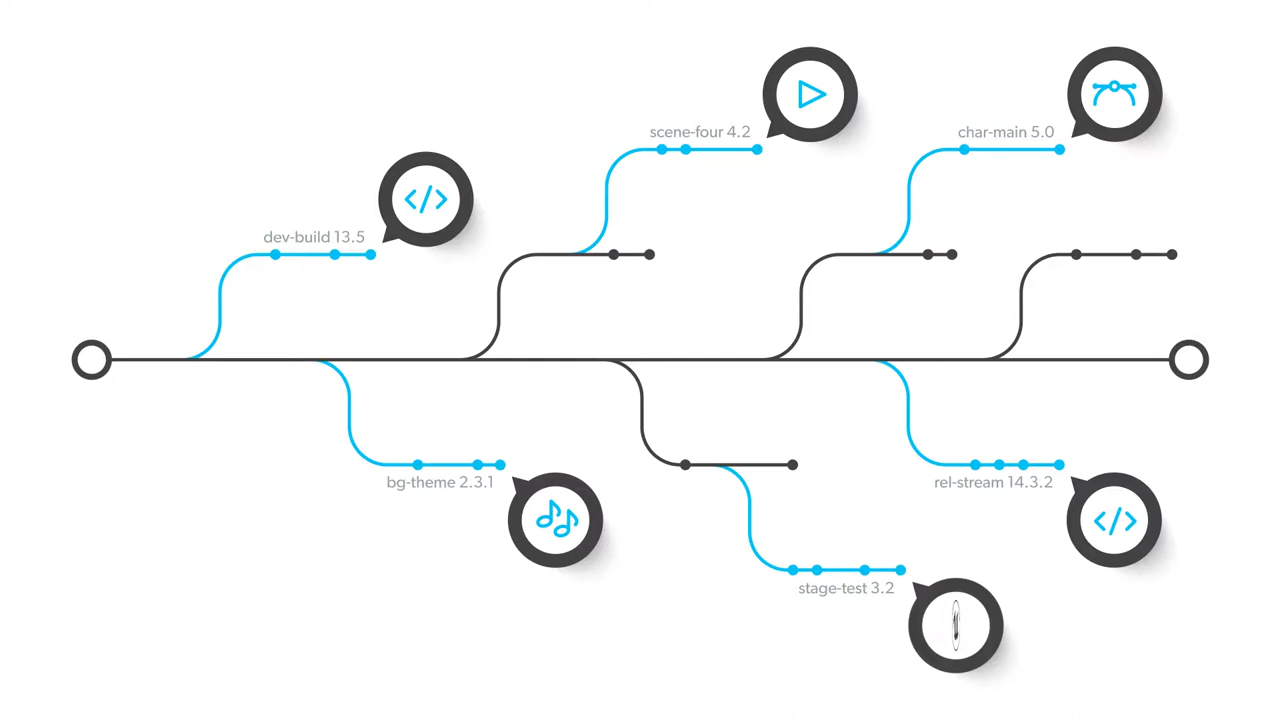 scene-four 4.2
char-main 5.0
dev-build 13.5
bg-theme 2.3.1
rel-stream 14.3.2
stage-test 3.2